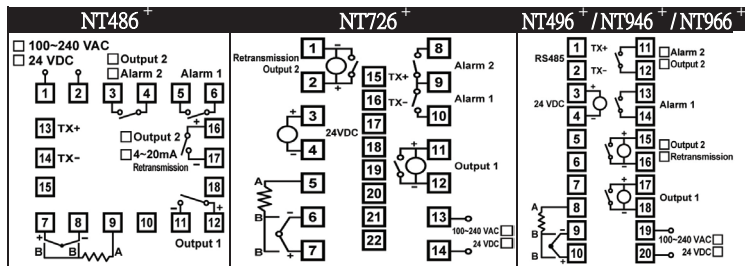 NT486+
NT726+
NT496+/NT946+/NT966+
100~240 VAC
24 VDC
Output 2
Alarm 2
Alarm 1
1 2 3 4 5 6
13 TX+
Output 2
+ 16
14 TX−
4~20mA
Retransmission
− 17
15
18
7 8 9 10 11 12
+ −
− +
B B A
Output 1
1
Retransmission
Output 2
−
+
2
8
Alarm 2
15 TX+
9
16 TX−
Alarm 1
10
3
+
24VDC
−
4
17
18
19
20
21
22
+
11
Output 1
−
12
A
5
B
6
−
+
B
7
13
100~240 VAC
24 VDC
14
1 TX+
RS485
2 TX−
11
Alarm 2
Output 2
12
3
+
24 VDC
−
4
13
Alarm 1
14
5
6
+
15
Output 2
Retransmission
−
16
7
A
8
+
17
Output 1
−
18
B
−
9
+
B
10
19
100~240 VAC
24 VDC
20